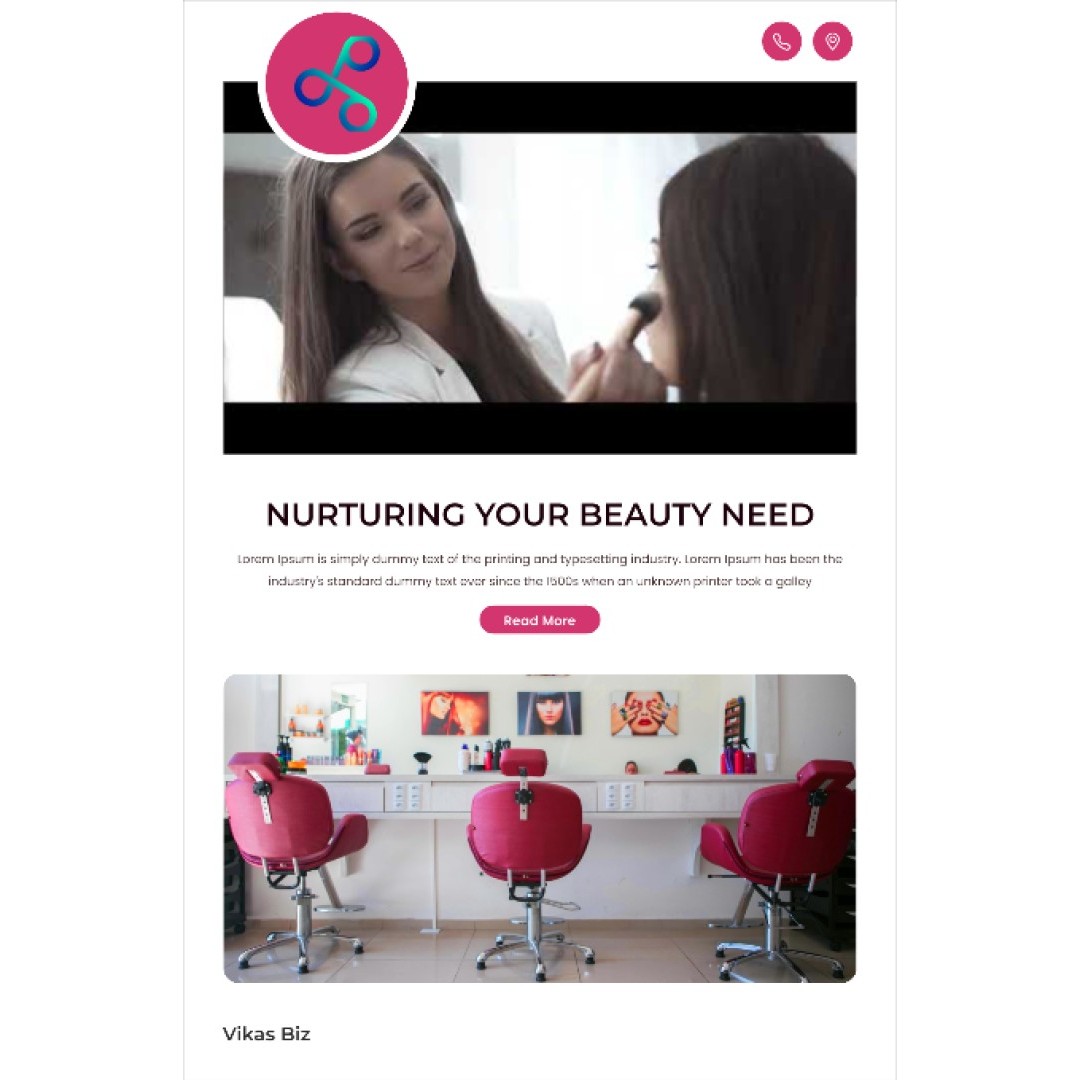 NURTURING YOUR BEAUTY NEED
Lorem Ipsum is simply dummy text of the printing and typesetting industry. Lorem Ipsum has been the
industry's standard dummy text ever since the 1500s when an unknown printer took a galley
Read More
Vikas Biz